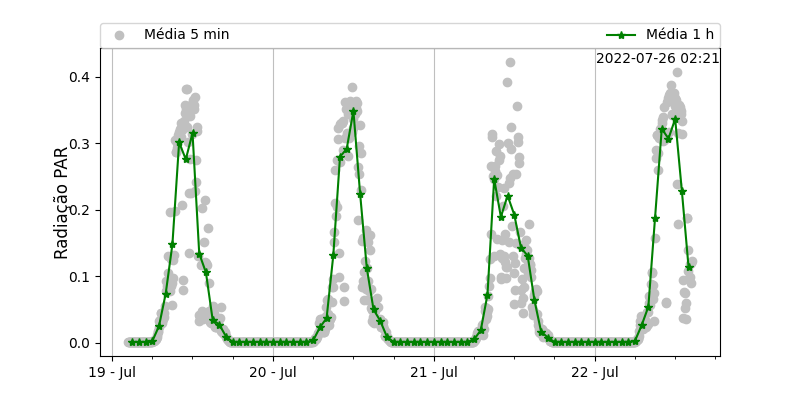 Média 5 min
Média 1 h
2022-07-26 02:21
Radiação PAR
0.4
0.3
0.2
0.1
0.0
19 - Jul
20 - Jul
21 - Jul
22 - Jul